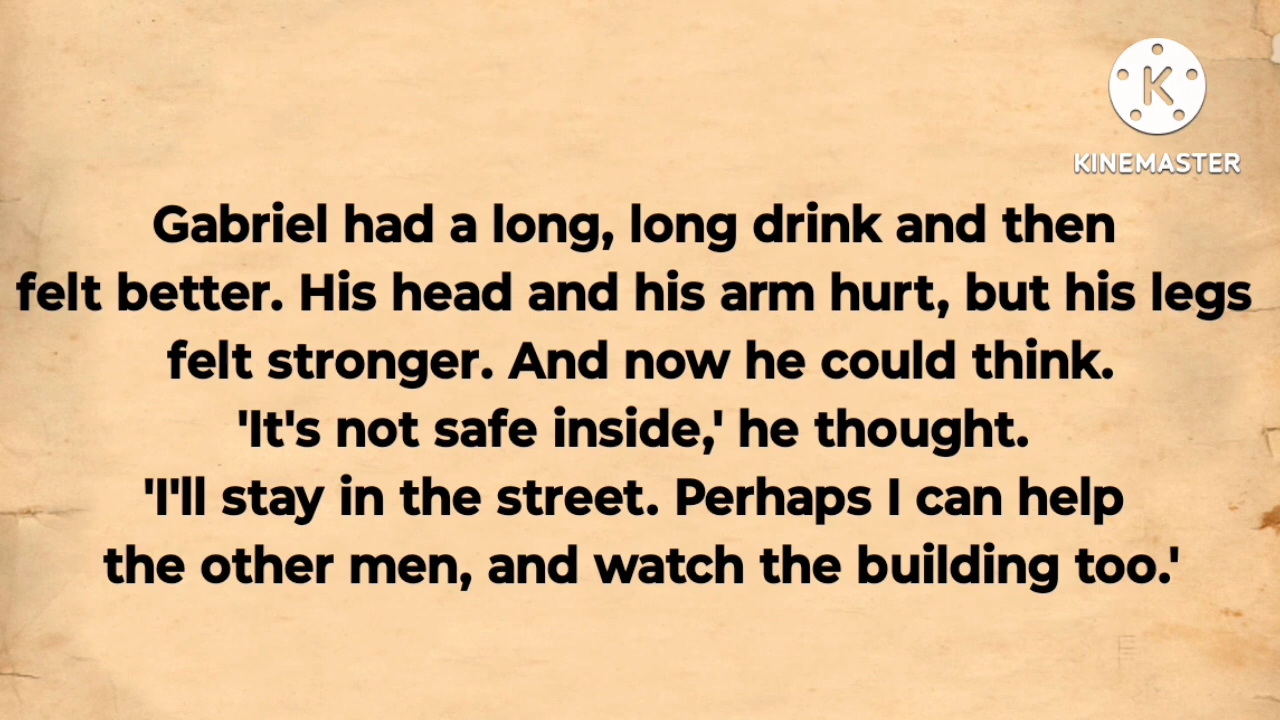 KINEMASTER
Gabriel had a long, long drink and then
felt better. His head and his arm hurt, but his legs
felt stronger. And now he could think.
'It's not safe inside,' he thought.
'I'll stay in the street. Perhaps I can help
the other men, and watch the building too.'